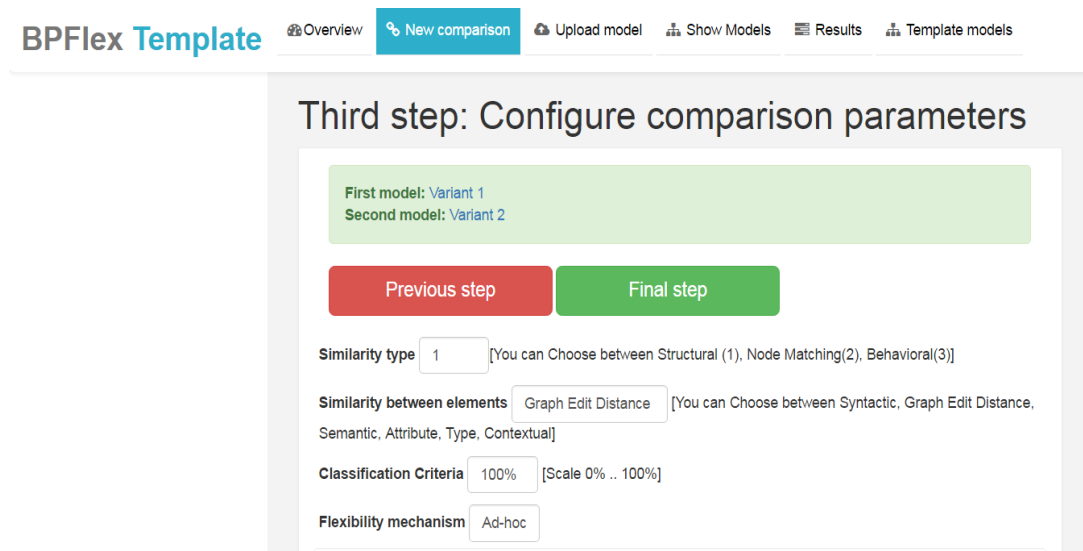 BPFlex Template
Overview
New comparison
Upload model
Show Models
Results
Template models
Third step: Configure comparison parameters
First model: Variant 1
Second model: Variant 2
Previous step
Final step
Similarity type 1 [You can Choose between Structural (1), Node Matching(2), Behavioral(3)]
Similarity between elements Graph Edit Distance [You can Choose between Syntactic, Graph Edit Distance,
Semantic, Attribute, Type, Contextual]
Classification Criteria 100% [Scale 0% .. 100%]
Flexibility mechanism Ad-hoc